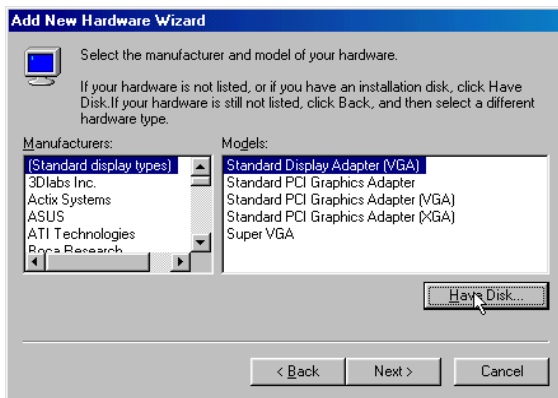 Add New Hardware Wizard
Select the manufacturer and model of your hardware.
If your hardware is not listed, or if you have an installation disk, click Have
Disk.If your hardware is still not listed, click Back, and then select a different
hardware type.
Manufacturers:
(Standard display types)
3Dlabs Inc.
Actix Systems
ASUS
ATI Technologies
Boca Research
Models:
Standard Display Adapter (VGA)
Standard PCI Graphics Adapter
Standard PCI Graphics Adapter (VGA)
Standard PCI Graphics Adapter (XGA)
Super VGA
Have Disk...
< Back
Next >
Cancel